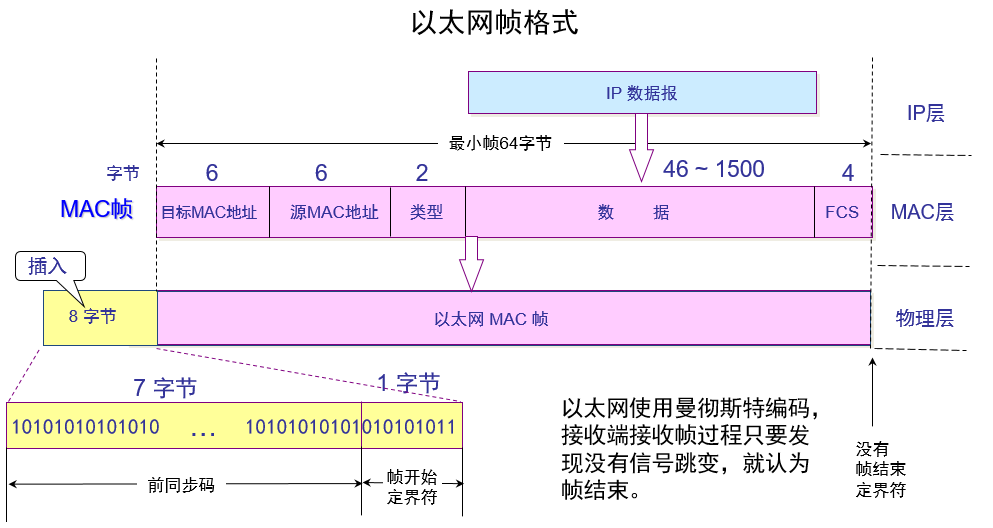 以太网帧格式
IP 数据报
IP层
最小帧64字节
字节 6 6 2 46 ~ 1500 4
MAC帧 目标MAC地址 源MAC地址 类型 数 据 FCS MAC层
插入
8 字节 以太网 MAC 帧 物理层
7 字节 1 字节
10101010101010 ... 10101010101010101011
以太网使用曼彻斯特编码,
接收端接收帧过程只要发
现没有信号跳变，就认为
帧结束。
没有
帧结束
定界符
前同步码
帧开始
定界符